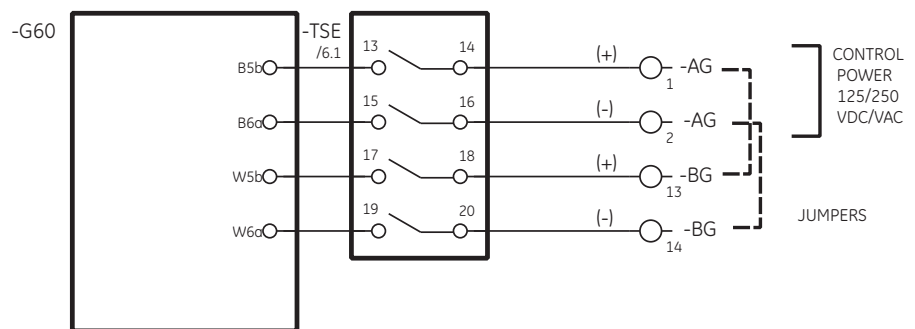 -G60
-TSE
/6.1
13
14
(+)
-AG
1
CONTROL
POWER
125/250
VDC/VAC
B5b
15
16
(-)
-AG
2
B6a
17
18
(+)
-BG
13
W5b
19
20
(-)
-BG
14
W6a
JUMPERS